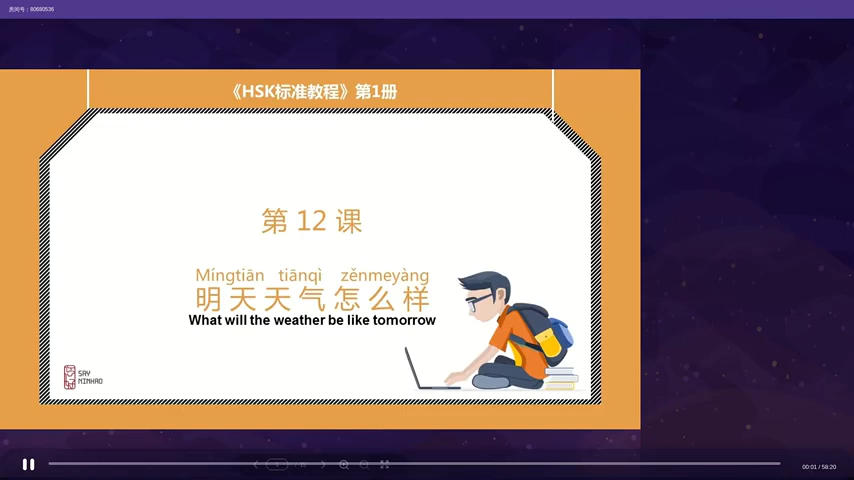 房间号：80690536
《HSK标准教程》第1册
第 12 课
Míngtiān tiānqì zěnmeyàng
明天天气怎么样
What will the weather be like tomorrow
SAY
NINHAO
00:01 / 58:20